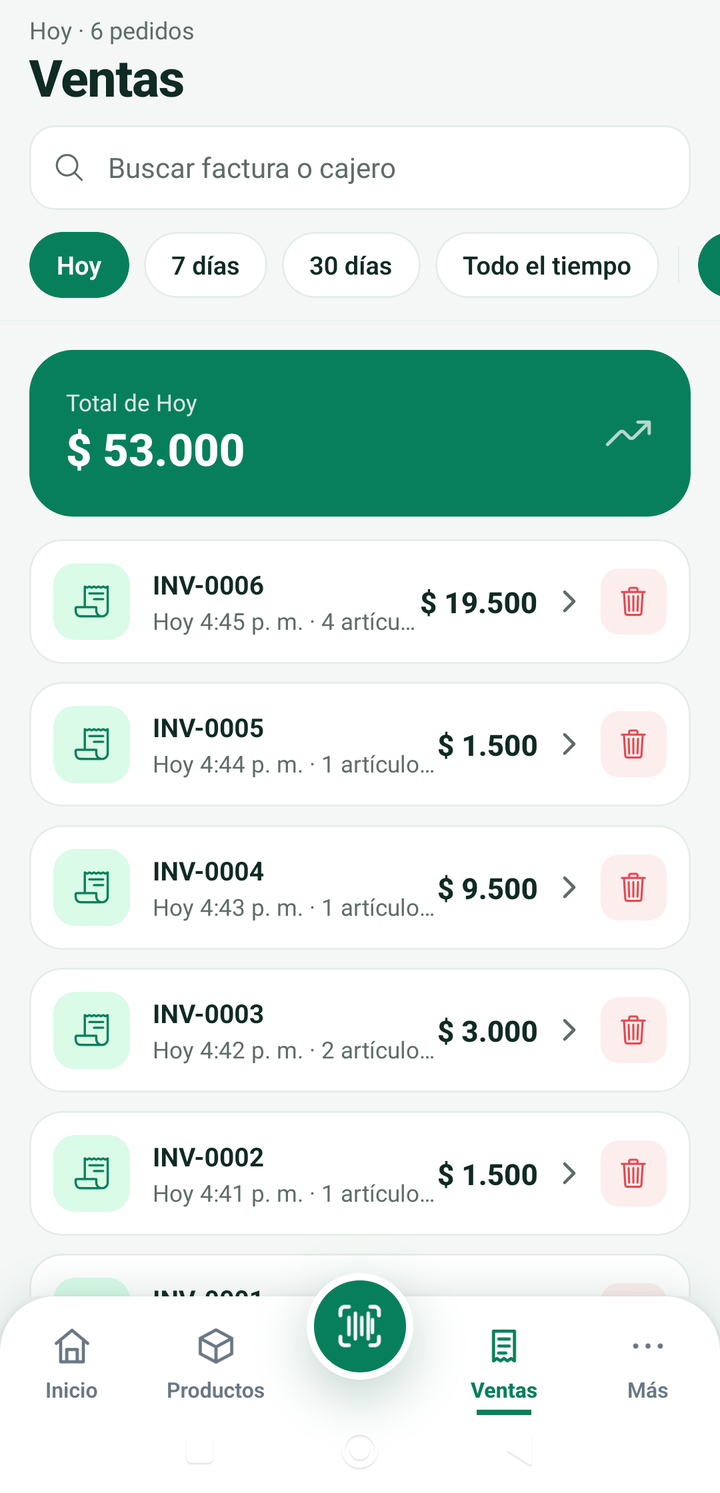 Hoy · 6 pedidos
Ventas
Buscar factura o cajero
Hoy
7 días
30 días
Todo el tiempo
Total de Hoy
$ 53.000
INV-0006
Hoy 4:45 p. m. · 4 artícu...
$ 19.500
INV-0005
Hoy 4:44 p. m. · 1 artículo...
$ 1.500
INV-0004
Hoy 4:43 p. m. · 1 artículo...
$ 9.500
INV-0003
Hoy 4:42 p. m. · 2 artículo...
$ 3.000
INV-0002
Hoy 4:41 p. m. · 1 artículo...
$ 1.500
INV-0001
Inicio
Productos
Ventas
Más